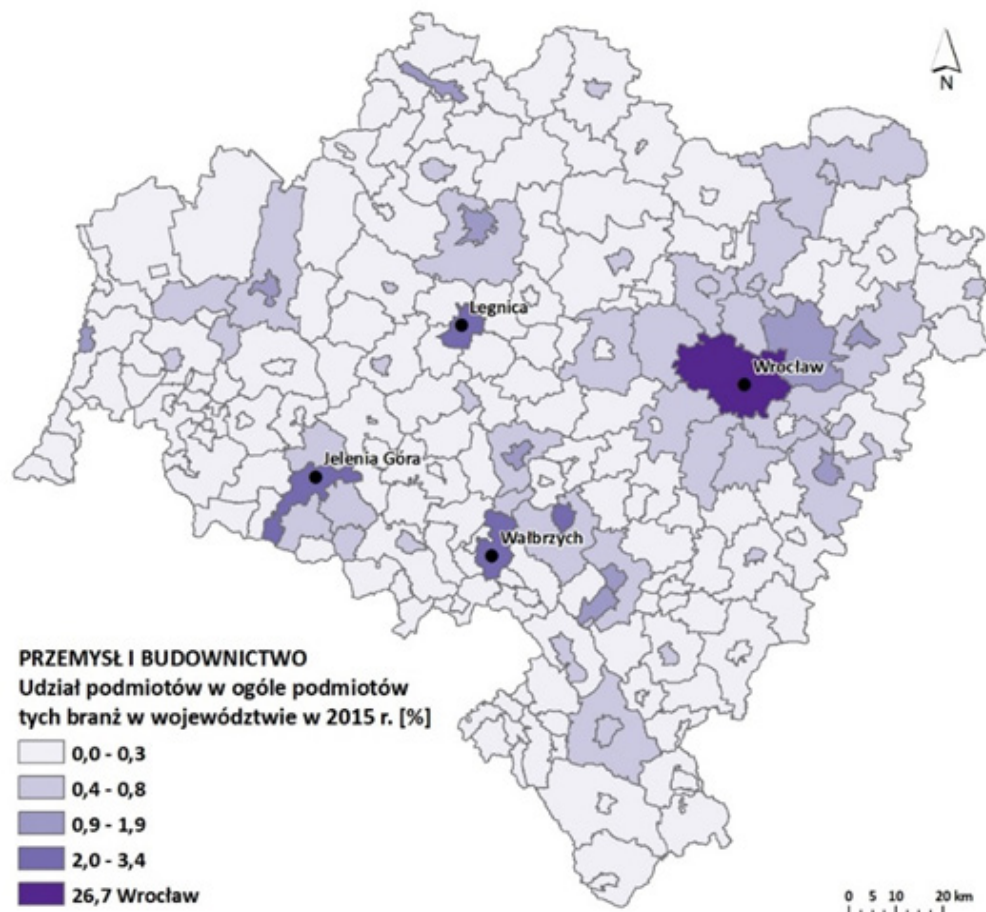 N
Legnica
Wrocław
Jelenia Góra
Wałbrzych
PRZEMYSŁ I BUDOWNICTWO
Udział podmiotów w ogóle podmiotów
tych branż w województwie w 2015 r. [%]
0,0 - 0,3
0,4 - 0,8
0,9 - 1,9
2,0 - 3,4
26,7 Wrocław
0 5 10 20 km